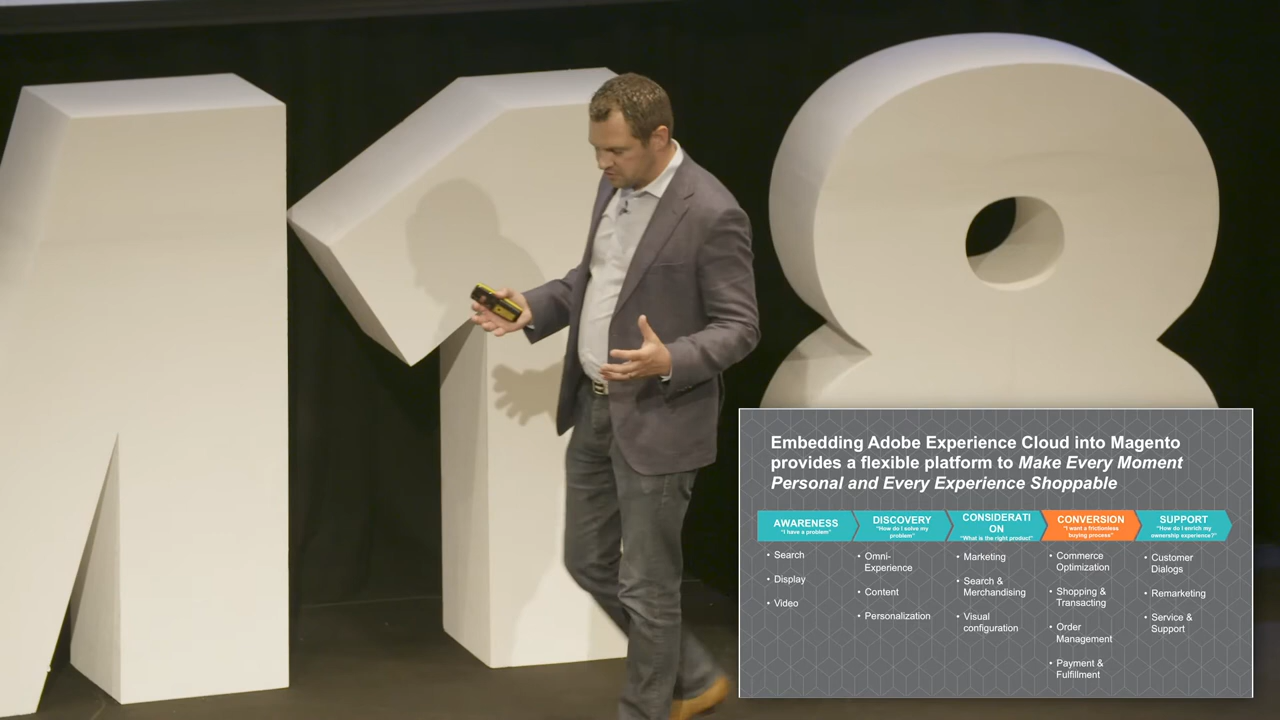 18
Embedding Adobe Experience Cloud into Magento
provides a flexible platform to Make Every Moment
Personal and Every Experience Shoppable
AWARENESS
"I have a problem"
DISCOVERY
"How do I solve my
problem"
CONSIDERATI
ON
"What is the right product"
CONVERSION
"I want a frictionless
buying process"
SUPPORT
"How do I enrich my
ownership experience?"
• Search
• Display
• Video
• Omni-
Experience
• Content
• Personalization
• Marketing
• Search &
Merchandising
• Visual
configuration
• Commerce
Optimization
• Shopping &
Transacting
• Order
Management
• Payment &
Fulfillment
• Customer
Dialogs
• Remarketing
• Service &
Support